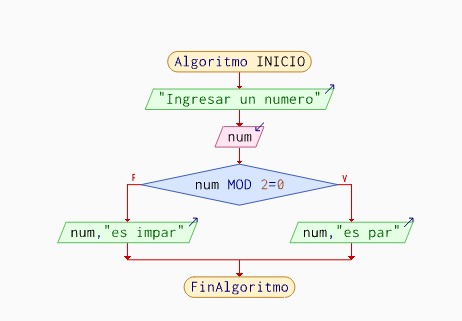 Algoritmo INICIO
"Ingresar un numero"
num
num MOD 2=0
F
V
num,"es impar"
num,"es par"
FinAlgoritmo